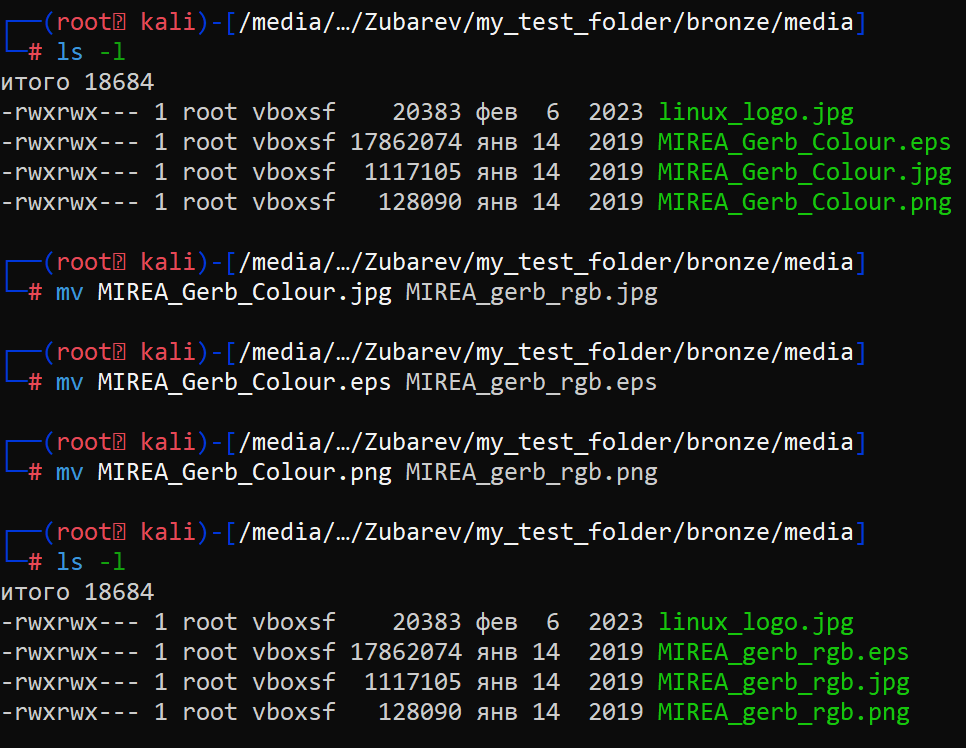 ┌──(root㉿ kali)-[/media/…/Zubarev/my_test_folder/bronze/media]
└─# ls -l
итого 18684
-rwxrwx--- 1 root vboxsf    20383 фев  6  2023 linux_logo.jpg
-rwxrwx--- 1 root vboxsf 17862074 янв 14  2019 MIREA_Gerb_Colour.eps
-rwxrwx--- 1 root vboxsf  1117105 янв 14  2019 MIREA_Gerb_Colour.jpg
-rwxrwx--- 1 root vboxsf   128090 янв 14  2019 MIREA_Gerb_Colour.png
┌──(root㉿ kali)-[/media/…/Zubarev/my_test_folder/bronze/media]
└─# mv MIREA_Gerb_Colour.jpg MIREA_gerb_rgb.jpg
┌──(root㉿ kali)-[/media/…/Zubarev/my_test_folder/bronze/media]
└─# mv MIREA_Gerb_Colour.eps MIREA_gerb_rgb.eps
┌──(root㉿ kali)-[/media/…/Zubarev/my_test_folder/bronze/media]
└─# mv MIREA_Gerb_Colour.png MIREA_gerb_rgb.png
┌──(root㉿ kali)-[/media/…/Zubarev/my_test_folder/bronze/media]
└─# ls -l
итого 18684
-rwxrwx--- 1 root vboxsf    20383 фев  6  2023 linux_logo.jpg
-rwxrwx--- 1 root vboxsf 17862074 янв 14  2019 MIREA_gerb_rgb.eps
-rwxrwx--- 1 root vboxsf  1117105 янв 14  2019 MIREA_gerb_rgb.jpg
-rwxrwx--- 1 root vboxsf   128090 янв 14  2019 MIREA_gerb_rgb.png